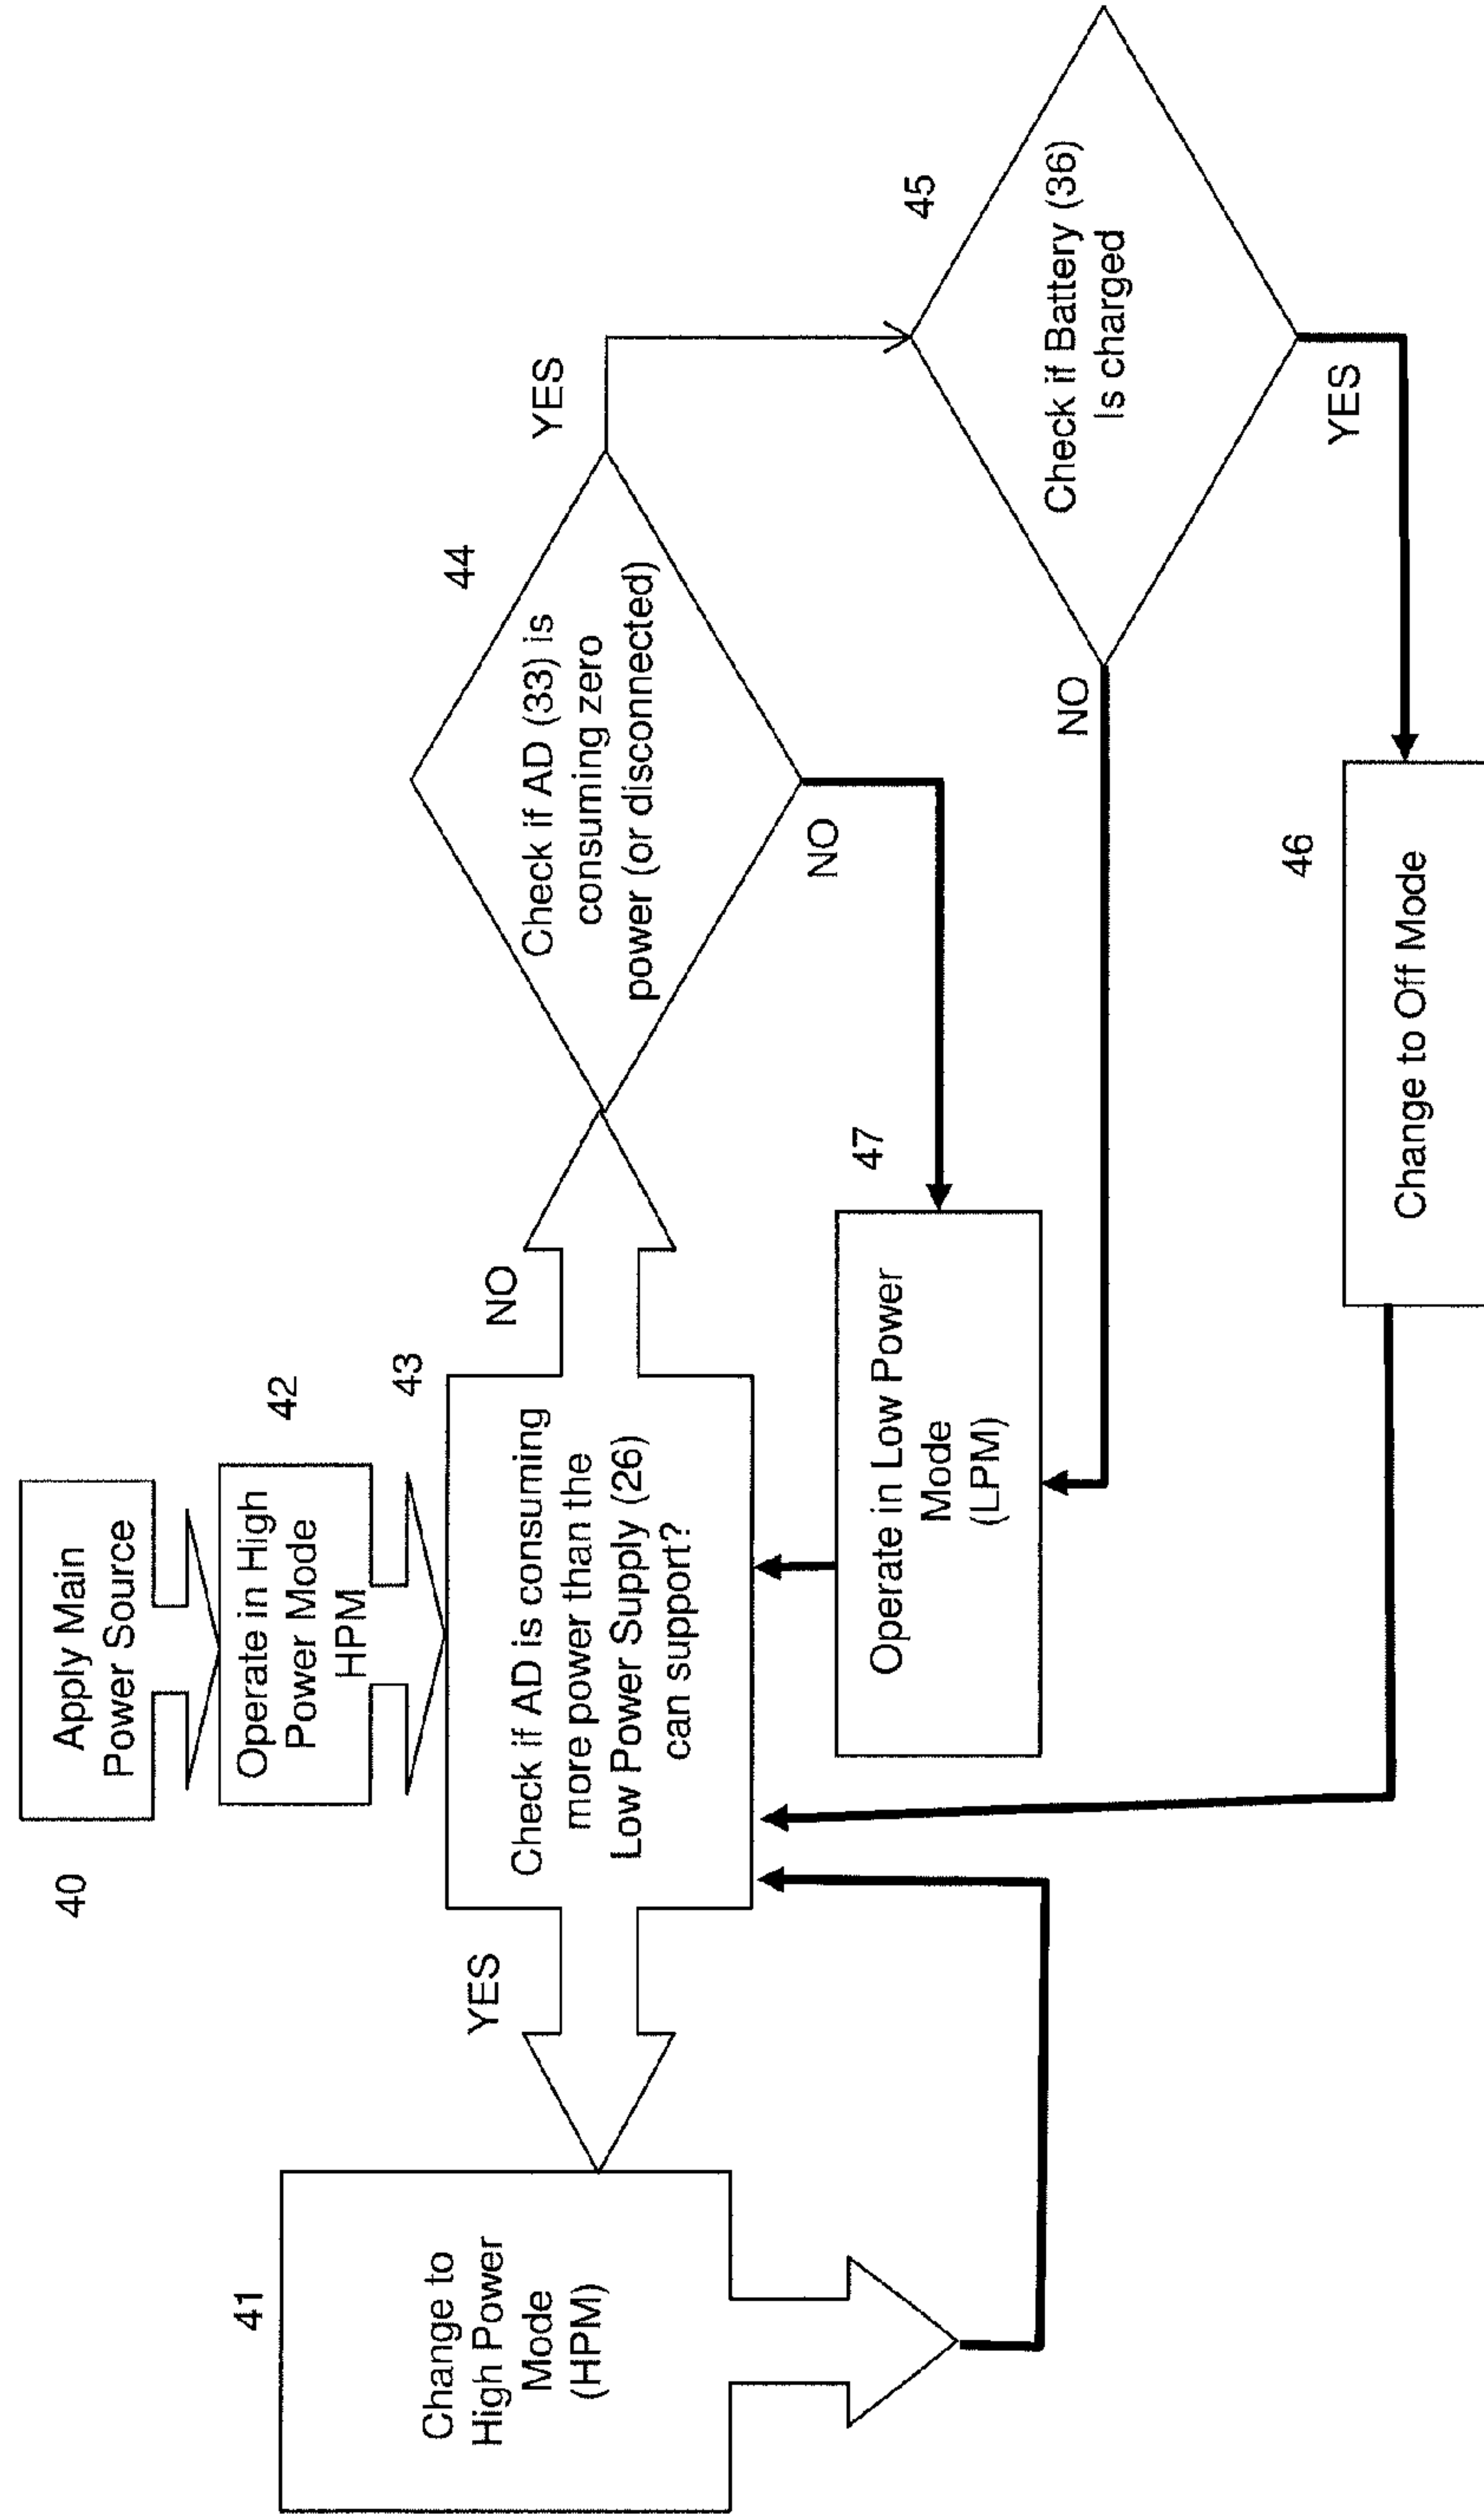 40
Apply Main
Power Source
42
Operate in High
Power Mode
HPM
43
Check if AD is consuming
more power than the
Low Power Supply (26)
can support?
YES
NO
41
Change to
High Power
Mode
(HPM)
44
Check if AD (33) is
consuming zero
power (or disconnected)
YES
NO
45
Check if Battery (36)
Is charged
NO
YES
47
Operate in Low Power
Mode
(LPM)
46
Change to Off Mode